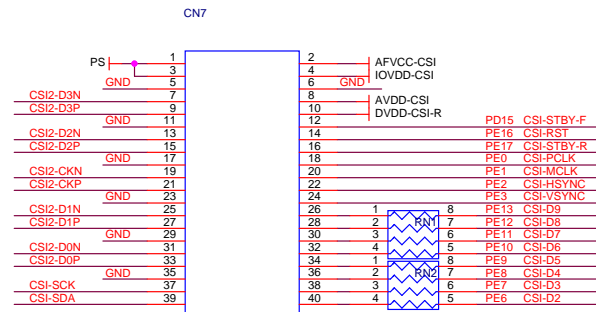 CN7
PS 1 2 AFVCC-CSI
3 4 IOVDD-CSI
GND 5 6 GND
CSI2-D3N 7 8 AVDD-CSI
CSI2-D3P 9 10 DVDD-CSI-R
GND 11 12 PD15 CSI-STBY-F
CSI2-D2N 13 14 PE16 CSI-RST
CSI2-D2P 15 16 PE17 CSI-STBY-R
GND 17 18 PE0 CSI-PCLK
CSI2-CKN 19 20 PE1 CSI-MCLK
CSI2-CKP 21 22 PE2 CSI-HSYNC
GND 23 24 PE3 CSI-VSYNC
CSI2-D1N 25 26 1 8 PE13 CSI-D9
CSI2-D1P 27 28 2 RN1 7 PE12 CSI-D8
GND 29 30 3 6 PE11 CSI-D7
CSI2-D0N 31 32 4 5 PE10 CSI-D6
CSI2-D0P 33 34 1 8 PE9 CSI-D5
GND 35 36 2 RN2 7 PE8 CSI-D4
CSI-SCK 37 38 3 6 PE7 CSI-D3
CSI-SDA 39 40 4 5 PE6 CSI-D2